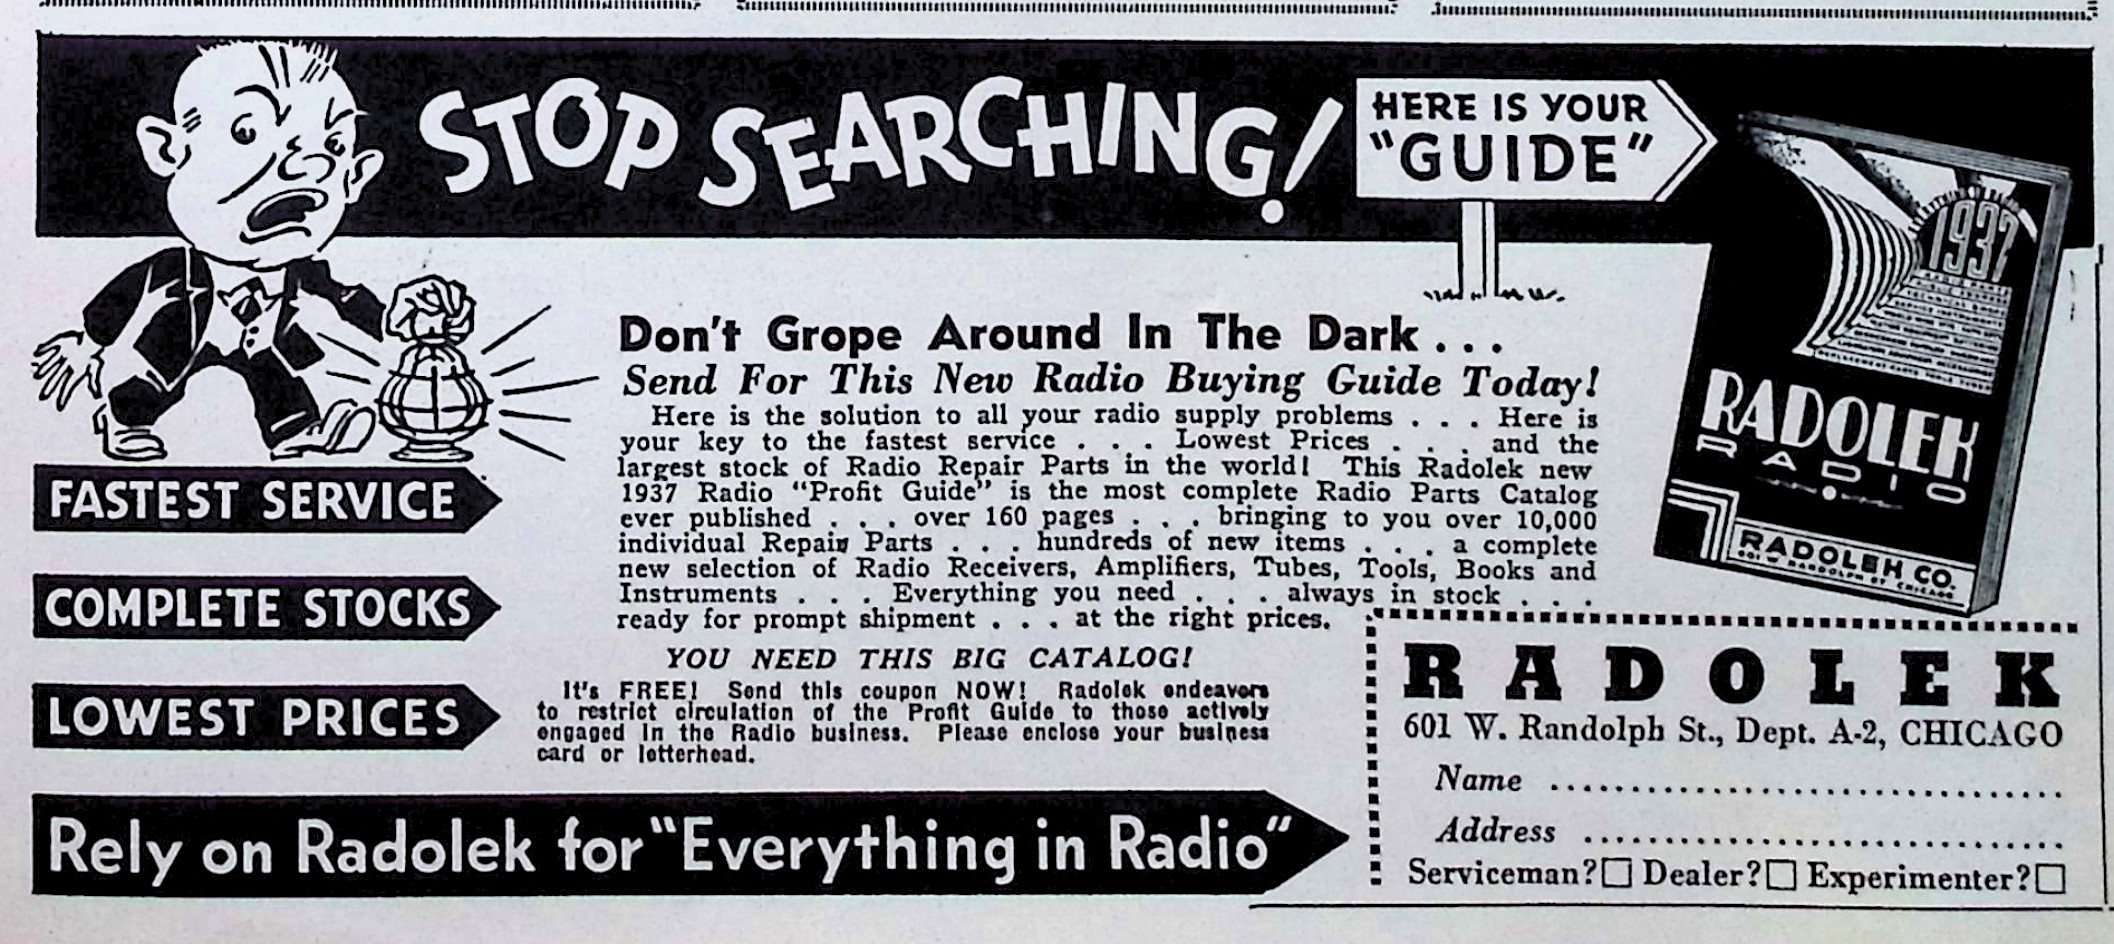 STOP SEARCHING!
HERE IS YOUR
"GUIDE"
1937
RADOLEK
RADIO
RADOLEK CO.
601 W. RANDOLPH ST. CHICAGO
Don't Grope Around In The Dark . . .
Send For This New Radio Buying Guide Today!
Here is the solution to all your radio supply problems . . . Here is
your key to the fastest service . . . Lowest Prices . . . and the
largest stock of Radio Repair Parts in the world! This Radolek new
1937 Radio "Profit Guide" is the most complete Radio Parts Catalog
ever published . . . over 160 pages . . . bringing to you over 10,000
individual Repair Parts . . . hundreds of new items . . . a complete
new selection of Radio Receivers, Amplifiers, Tubes, Tools, Books and
Instruments . . . Everything you need . . . always in stock . . .
ready for prompt shipment . . . at the right prices.
YOU NEED THIS BIG CATALOG!
It's FREE! Send this coupon NOW! Radolek endeavors
to restrict circulation of the Profit Guide to those actively
engaged in the Radio business. Please enclose your business
card or letterhead.
FASTEST SERVICE
COMPLETE STOCKS
LOWEST PRICES
Rely on Radolek for "Everything in Radio"
RADOLEK
601 W. Randolph St., Dept. A-2, CHICAGO
Name ................................
Address ..............................
Serviceman?☐ Dealer?☐ Experimenter?☐